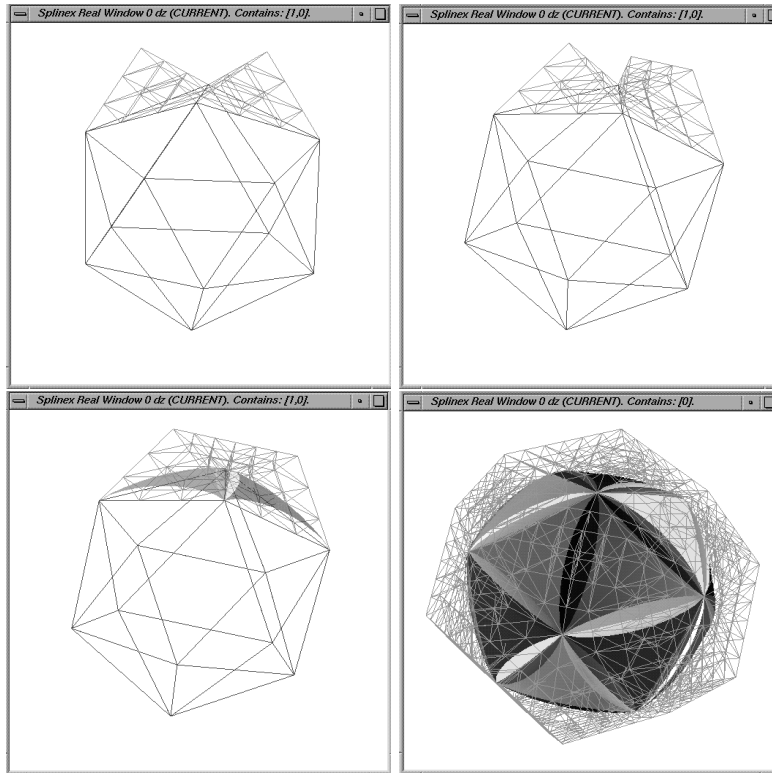 Splinex Real Window 0 dz (CURRENT). Contains: [1,0].
Splinex Real Window 0 dz (CURRENT). Contains: [1,0].
Splinex Real Window 0 dz (CURRENT). Contains: [1,0].
Splinex Real Window 0 dz (CURRENT). Contains: [0].